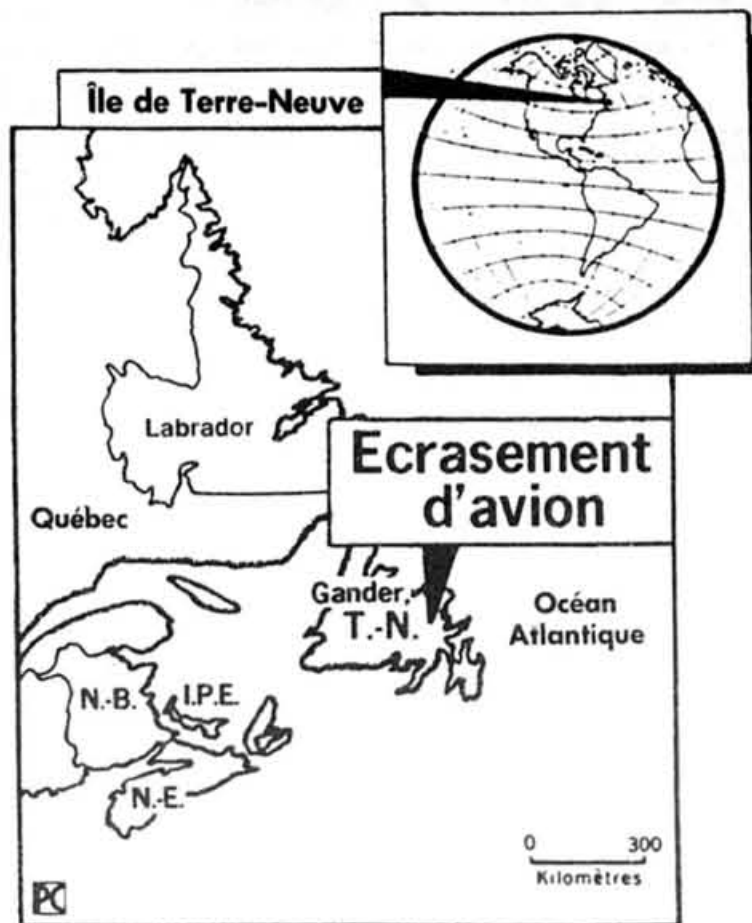 Île de Terre-Neuve
Labrador
Ecrasement
d'avion
Québec
Gander,
T.-N.
Océan
Atlantique
N.-B.
I.P.E.
N.-E.
0 300
Kilomètres
PC